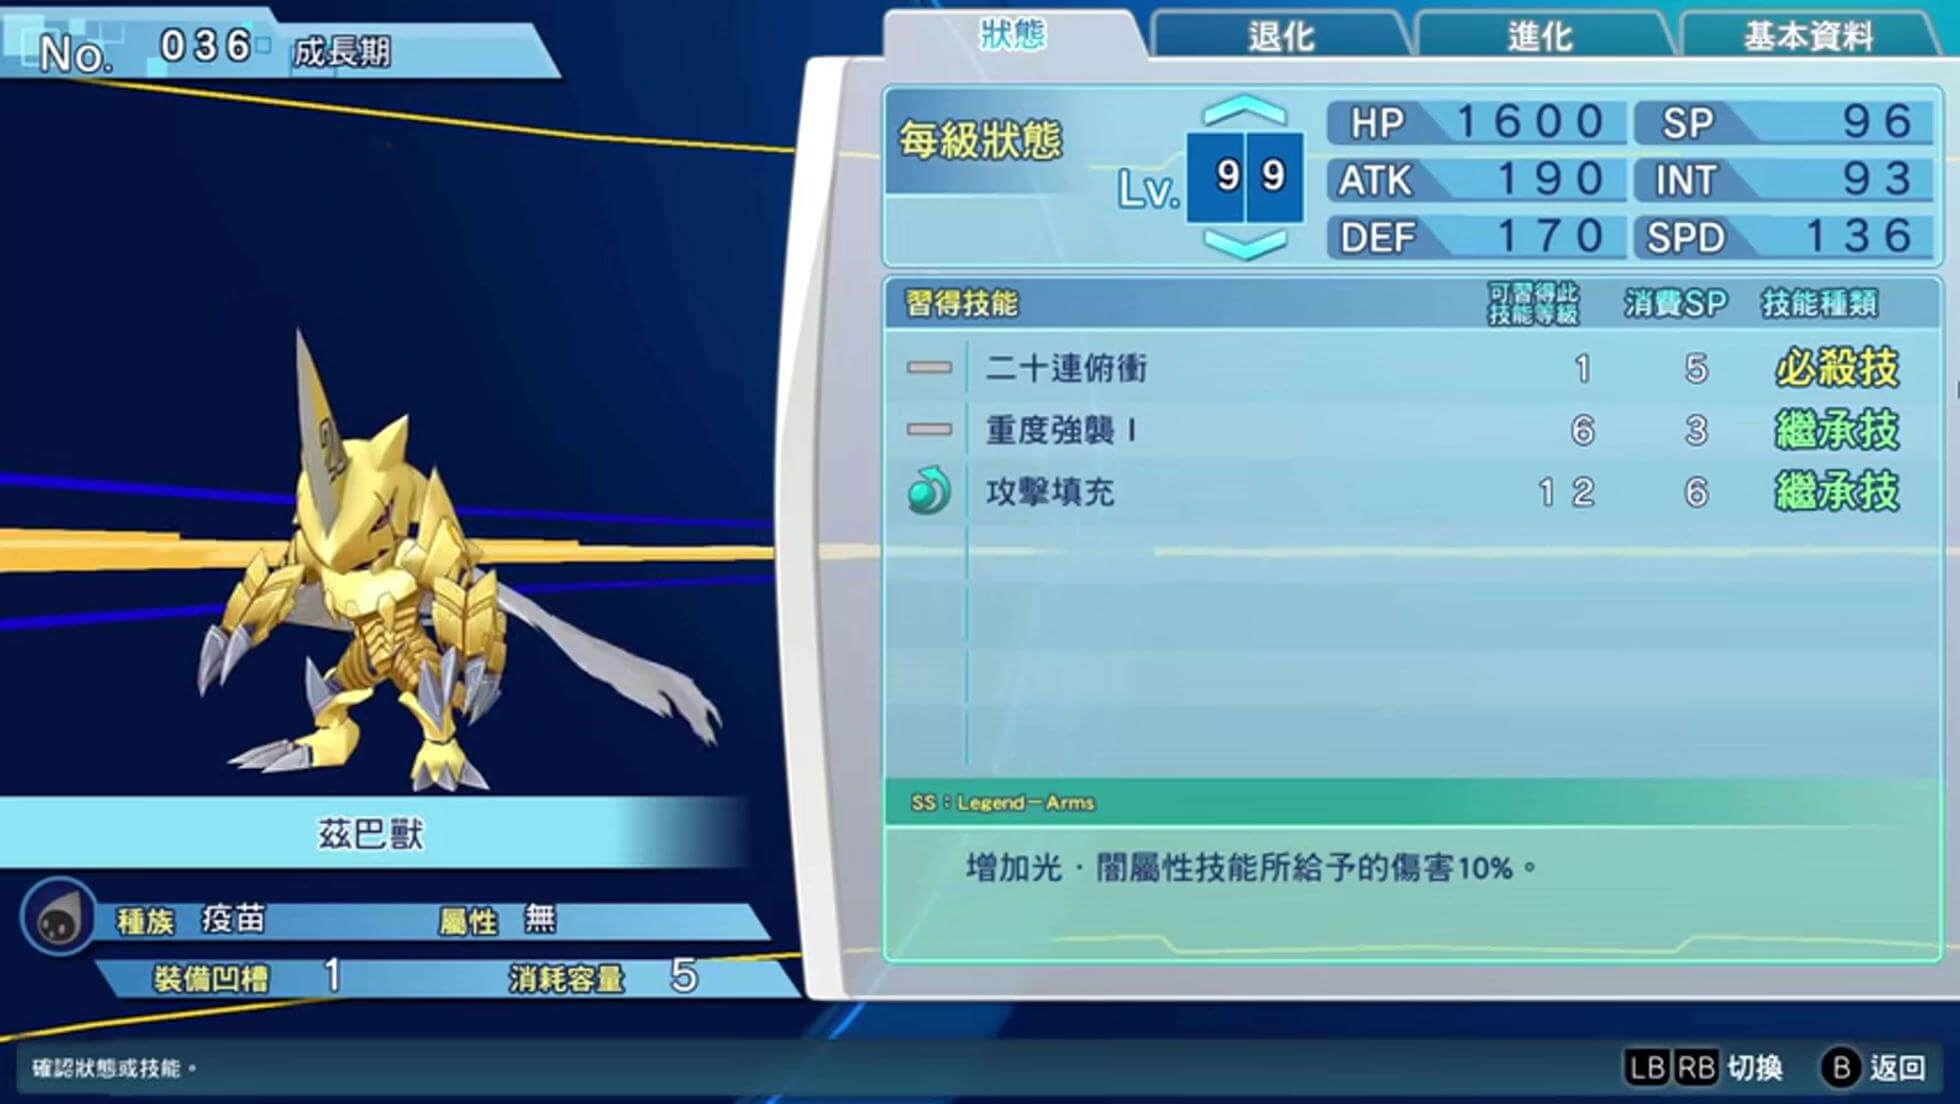 No. 036 成長期
狀態 退化 進化 基本資料
每級狀態
Lv. 99
HP 1600 SP 96
ATK 190 INT 93
DEF 170 SPD 136
習得技能 可習得此技能等級 消費SP 技能種類
二十連俯衝 1 5 必殺技
重度強襲 I 6 3 繼承技
攻擊填充 12 6 繼承技
SS：Legend－Arms
增加光・闇屬性技能所給予的傷害10%。
茲巴獸
種族 疫苗 屬性 無
裝備凹槽 1 消耗容量 5
確認狀態或技能。
LB RB 切換 B 返回